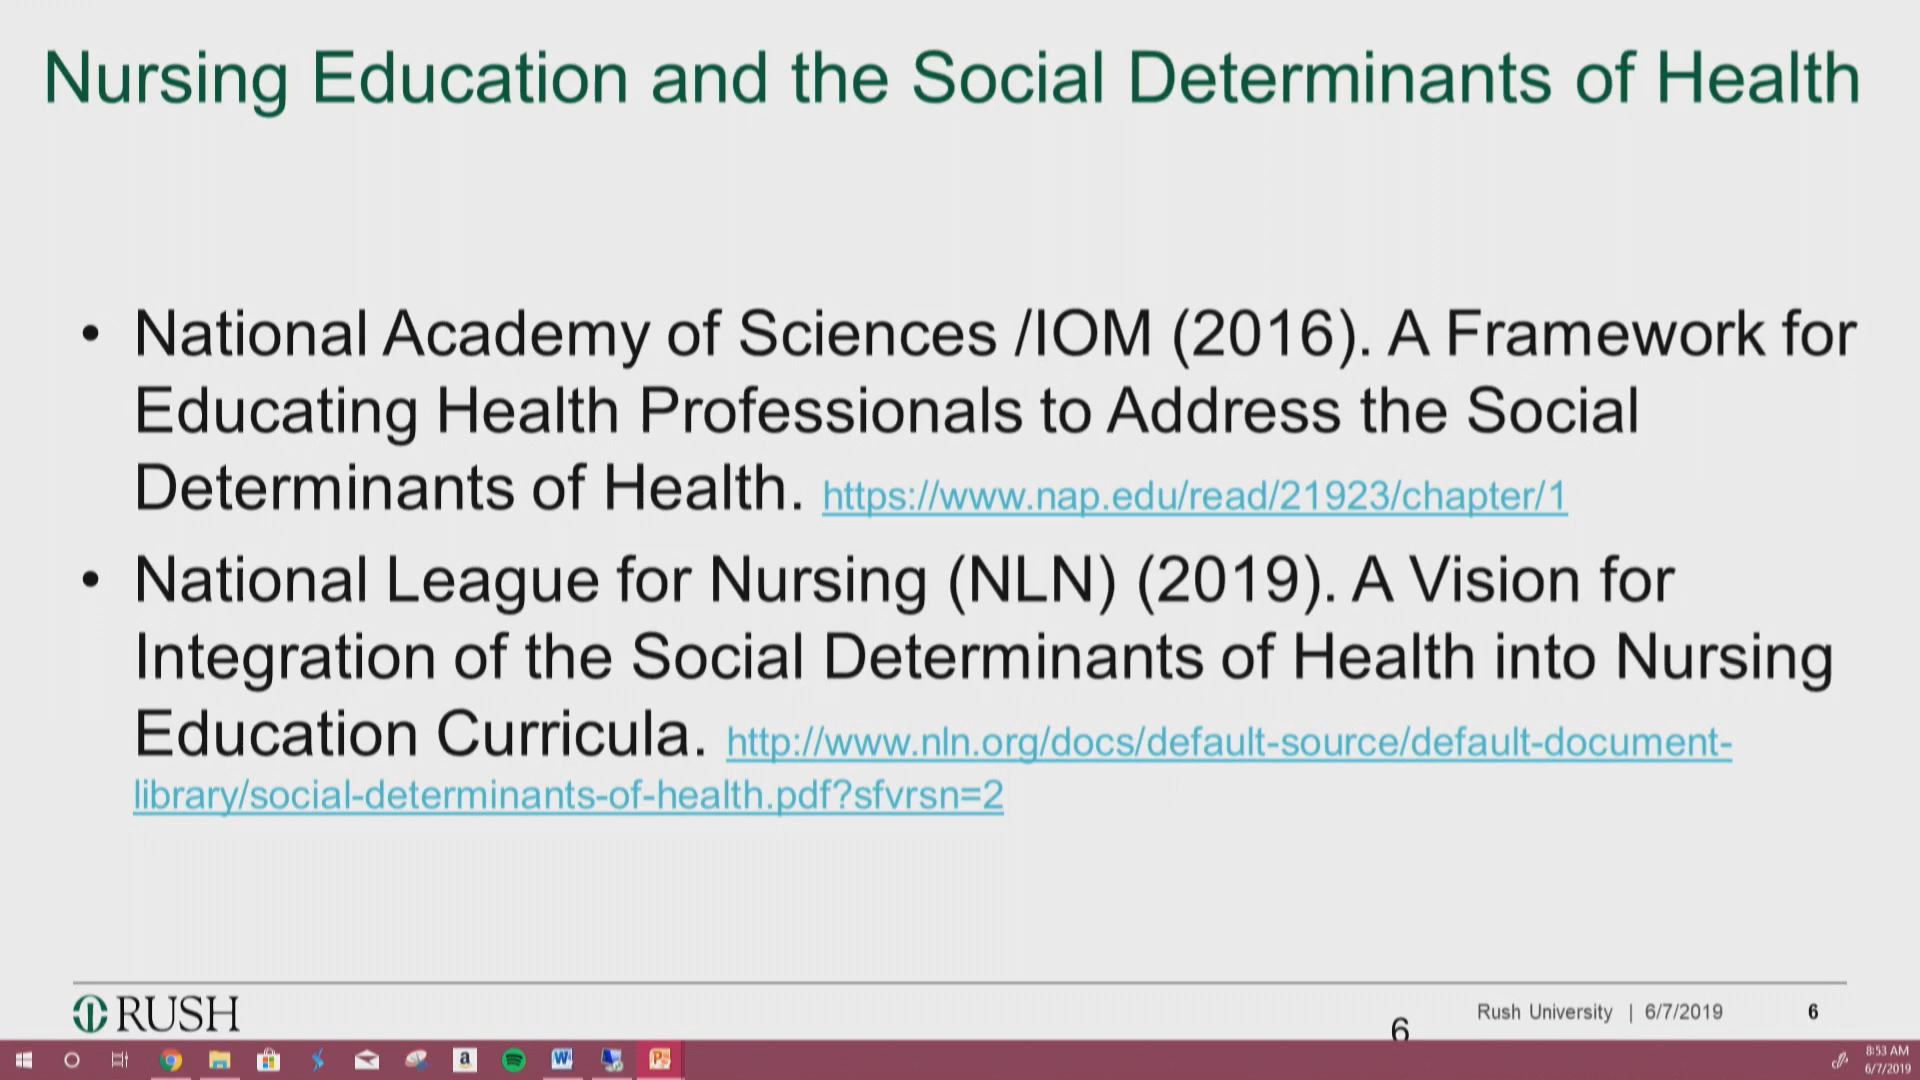 Nursing Education and the Social Determinants of Health
• National Academy of Sciences /IOM (2016). A Framework for
Educating Health Professionals to Address the Social
Determinants of Health. https://www.nap.edu/read/21923/chapter/1
• National League for Nursing (NLN) (2019). A Vision for
Integration of the Social Determinants of Health into Nursing
Education Curricula. http://www.nln.org/docs/default-source/default-document-
library/social-determinants-of-health.pdf?sfvrsn=2
RUSH
6
Rush University | 6/7/2019 6
8:53 AM
6/7/2019